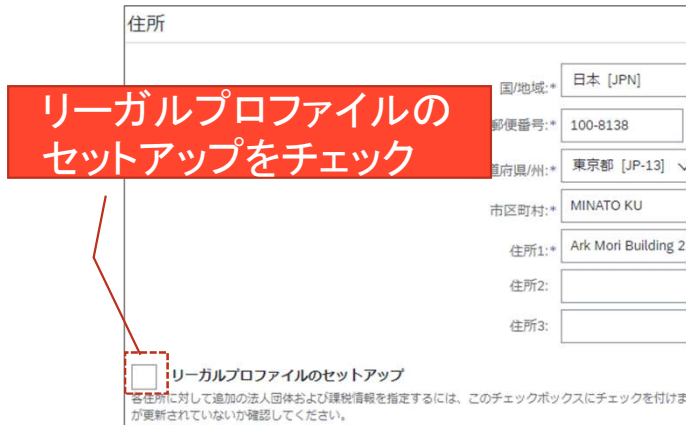 住所
国/地域:* 日本 [JPN]
リーガルプロファイルの
セットアップをチェック
郵便番号:* 100-8138
道府県/州:* 東京都 [JP-13]
市区町村:* MINATO KU
住所1:* Ark Mori Building 2
住所2:
住所3:
リーガルプロファイルのセットアップ
各住所に対して追加の法人団体および課税情報を指定するには、このチェックボックスにチェックを付けま
が更新されていないか確認してください。